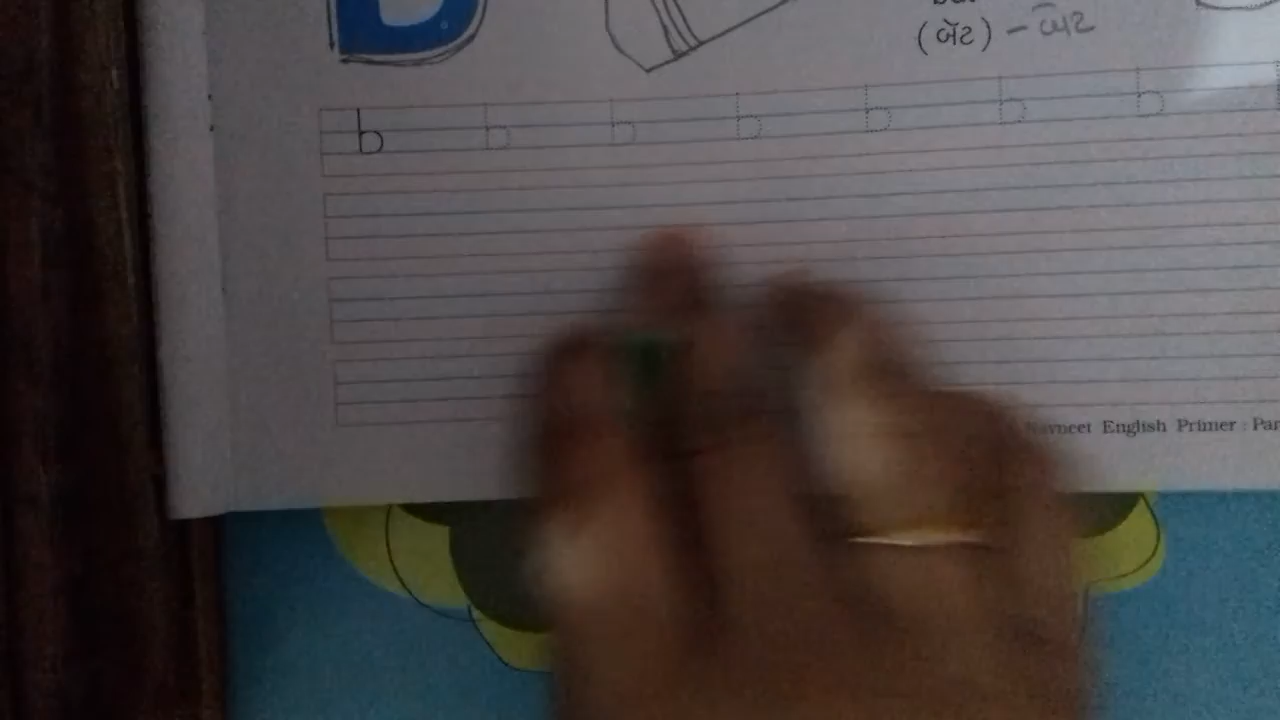 B
(બૅટ) - બેટ
b b b b b b b
Navneet English Primer : Par